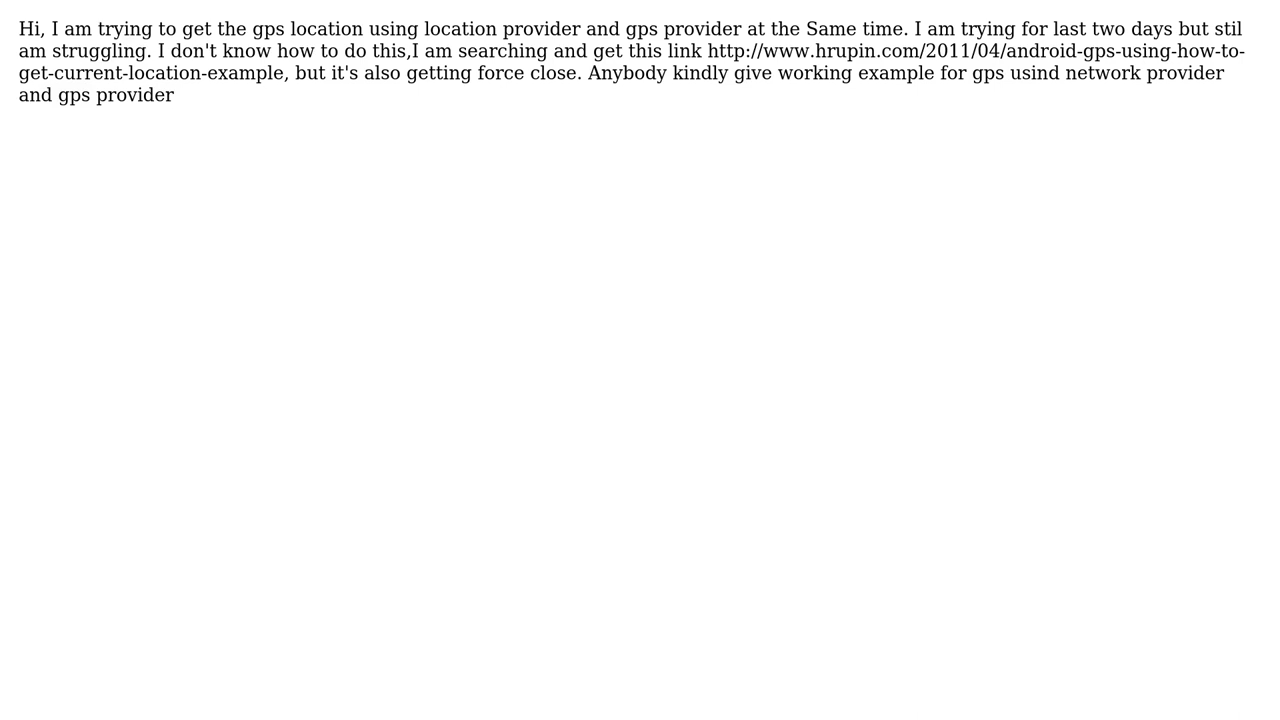 Hi, I am trying to get the gps location using location provider and gps provider at the Same time. I am trying for last two days but stil
am struggling. I don't know how to do this,I am searching and get this link http://www.hrupin.com/2011/04/android-gps-using-how-to-
get-current-location-example, but it's also getting force close. Anybody kindly give working example for gps usind network provider
and gps provider